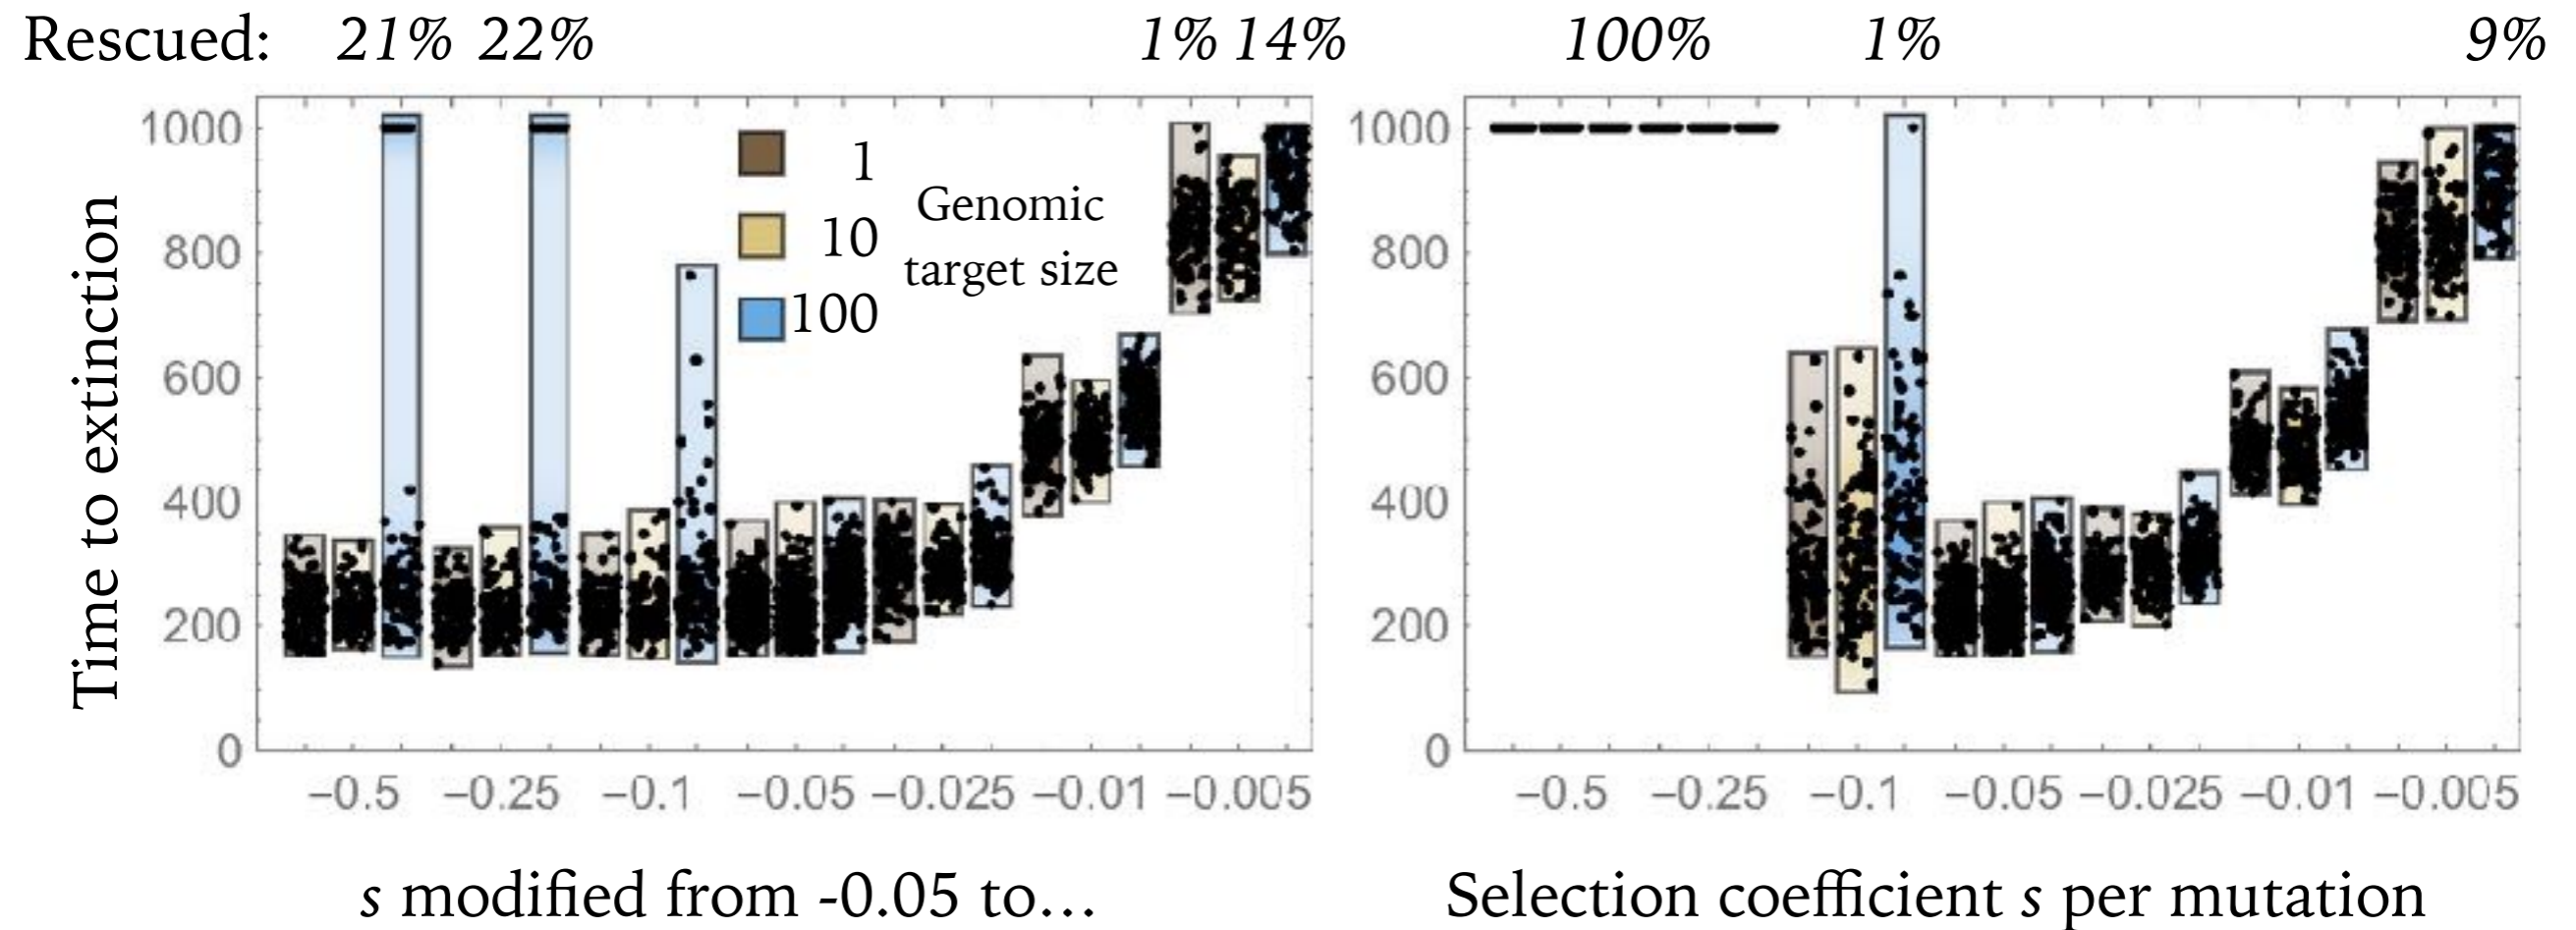 Rescued: 21% 22% 1% 14% 100% 1% 9%
Time to extinction
1000
800
600
400
200
0
1
10
100
Genomic
target size
−0.5 −0.25 −0.1 −0.05 −0.025 −0.01 −0.005
s modified from -0.05 to...
1000
800
600
400
200
0
−0.5 −0.25 −0.1 −0.05 −0.025 −0.01 −0.005
Selection coefficient s per mutation